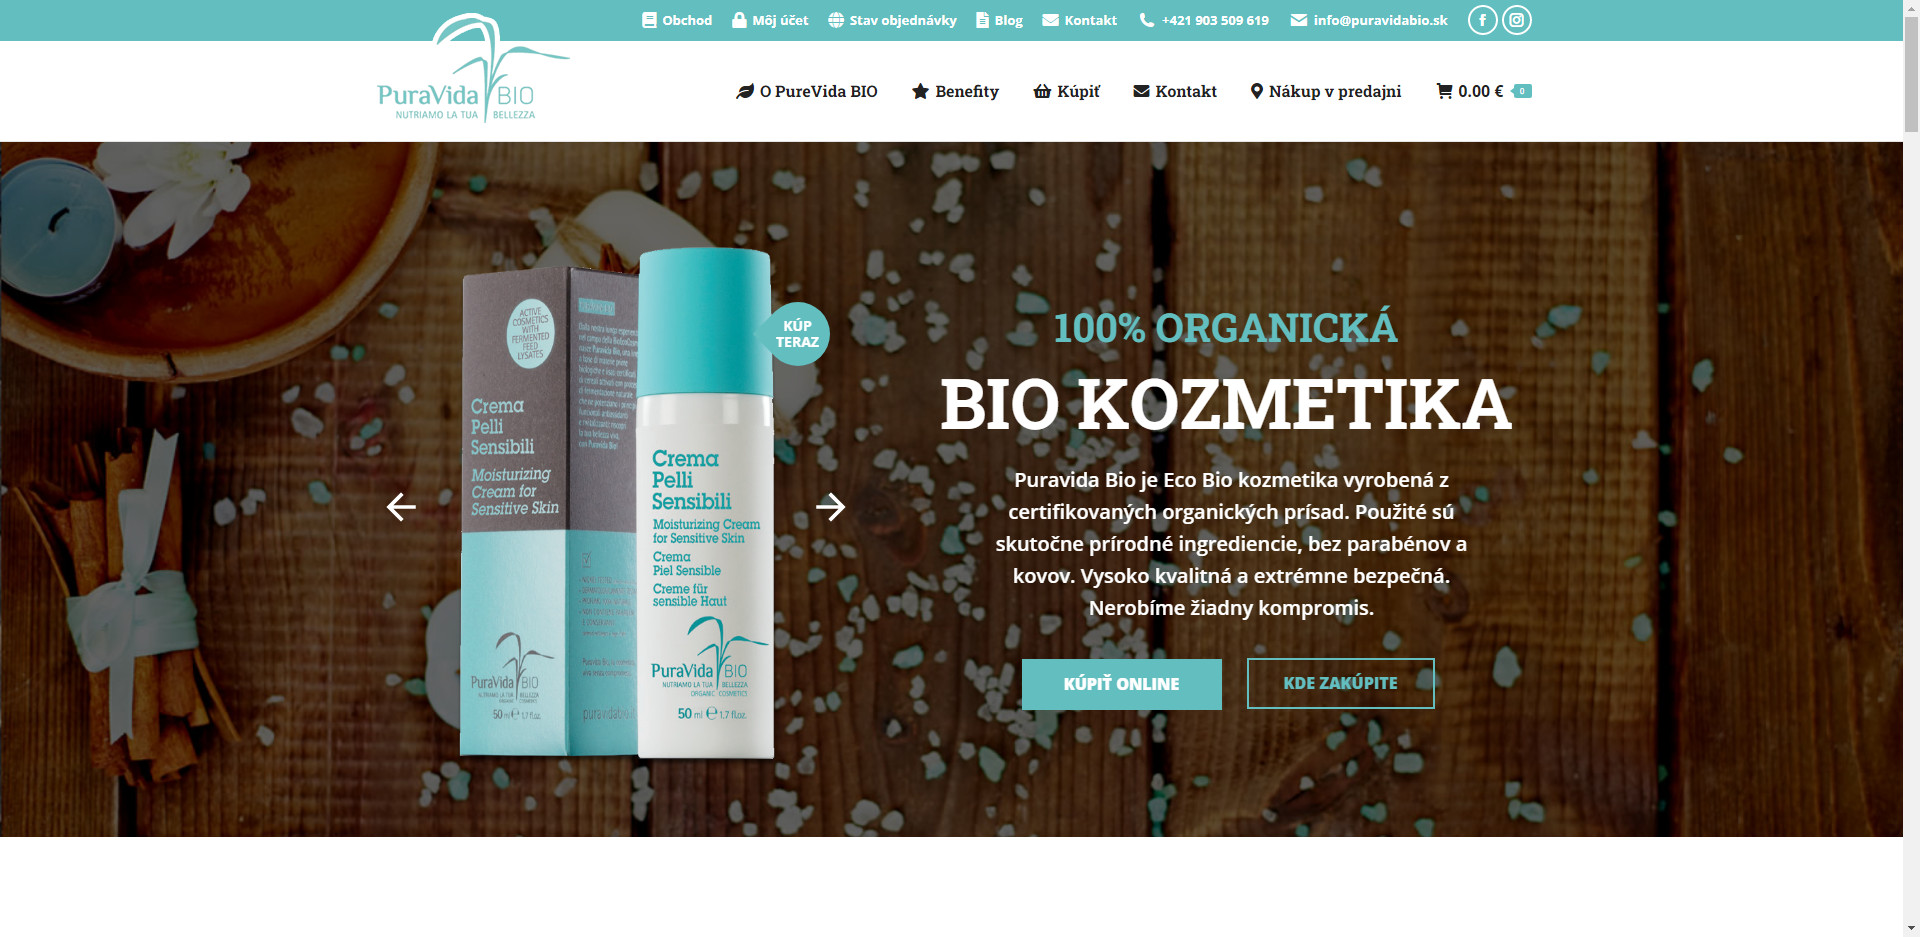 Obchod
Môj účet
Stav objednávky
Blog
Kontakt
+421 903 509 619
info@puravidabio.sk
PuraVida BIO
NUTRIAMO LA TUA BELLEZZA
O PureVida BIO
Benefity
Kúpiť
Kontakt
Nákup v predajni
0.00 €
0
ACTIVE
COSMETICS
WITH
FERMENTED
FEED
LYSATES
Crema
Pelli
Sensibili
Moisturizing
Cream for
Sensitive Skin
PuraVida BIO
NUTRIAMO LA TUA BELLEZZA
ORGANIC COSMETICS
50 ml e 1.7 fl.oz.
KÚP
TERAZ
Crema
Pelli
Sensibili
Moisturizing Cream
for Sensitive Skin
Crema
Piel Sensible
Creme für
sensible Haut
PuraVida BIO
NUTRIAMO LA TUA BELLEZZA
ORGANIC COSMETICS
50 ml e 1.7 fl.oz.
100% ORGANICKÁ
BIO KOZMETIKA
Puravida Bio je Eco Bio kozmetika vyrobená z
certifikovaných organických prísad. Použité sú
skutočne prírodné ingrediencie, bez parabénov a
kovov. Vysoko kvalitná a extrémne bezpečná.
Nerobíme žiadny kompromis.
KÚPIŤ ONLINE
KDE ZAKÚPITE